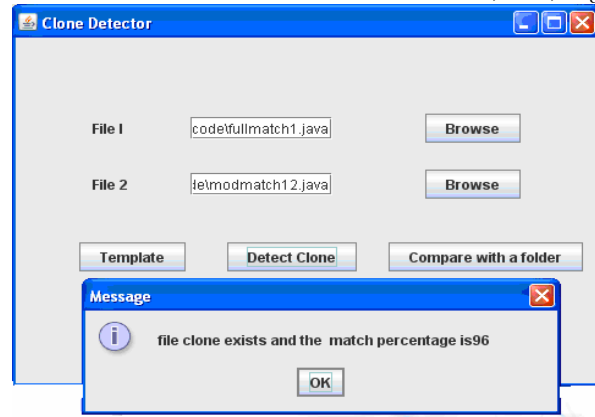 Clone Detector
File I
code\fullmatch1.java
Browse
File 2
le\modmatch12.java
Browse
Template
Detect Clone
Compare with a folder
Message
file clone exists and the match percentage is96
OK